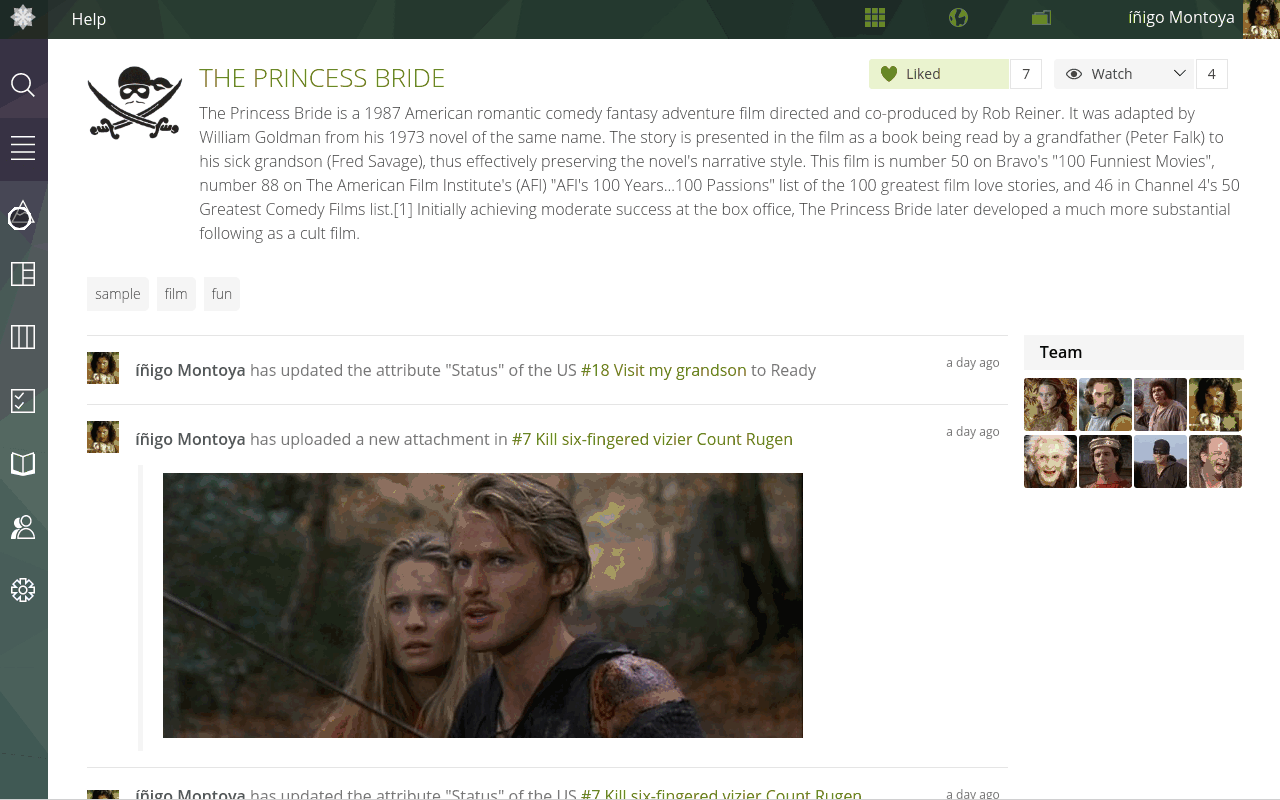 Help
íñigo Montoya
THE PRINCESS BRIDE
Liked
7
Watch
4
The Princess Bride is a 1987 American romantic comedy fantasy adventure film directed and co-produced by Rob Reiner. It was adapted by
William Goldman from his 1973 novel of the same name. The story is presented in the film as a book being read by a grandfather (Peter Falk) to
his sick grandson (Fred Savage), thus effectively preserving the novel's narrative style. This film is number 50 on Bravo's "100 Funniest Movies",
number 88 on The American Film Institute's (AFI) "AFI's 100 Years...100 Passions" list of the 100 greatest film love stories, and 46 in Channel 4's 50
Greatest Comedy Films list.[1] Initially achieving moderate success at the box office, The Princess Bride later developed a much more substantial
following as a cult film.
sample
film
fun
íñigo Montoya has updated the attribute "Status" of the US #18 Visit my grandson to Ready
a day ago
íñigo Montoya has uploaded a new attachment in #7 Kill six-fingered vizier Count Rugen
a day ago
íñigo Montoya has updated the attribute "Status" of the US #7 Kill six-fingered vizier Count Rugen
a day ago
Team